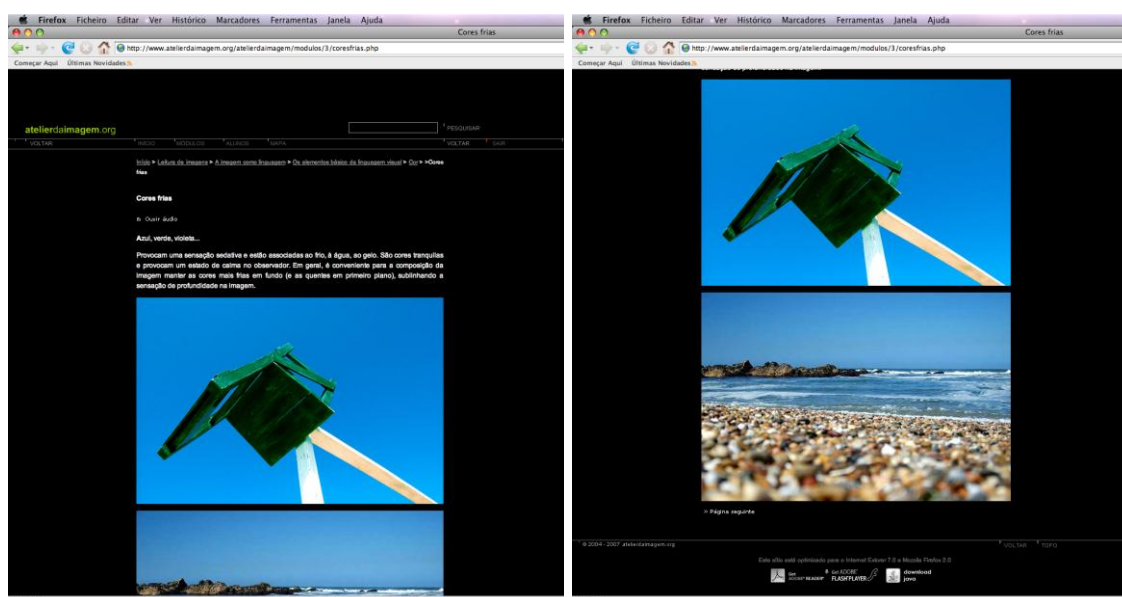 Firefox Ficheiro Editar Ver Histórico Marcadores Ferramentas Janela Ajuda
Cores frias
http://www.atelierdaimagem.org/atelierdaimagem/modulos/3/coresfrias.php
Começar Aqui Últimas Novidades
atelierdaimagem.org
PESQUISAR
VOLTAR INICIO MÓDULOS ALUNOS MAPA VOLTAR SAIR
Início > Leitura de imagens > A imagem como linguagem > Os elementos básicos da linguagem visual > Cor > >Cores
frias
Cores frias
Ouvir áudio
Azul, verde, violeta...
Provocam uma sensação sedativa e estão associadas ao frio, à água, ao gelo. São cores tranquilas
e provocam um estado de calma no observador. Em geral, é conveniente para a composição da
imagem manter as cores mais frias em fundo (e as quentes em primeiro plano), sublinhando a
sensação de profundidade na imagem.
Firefox Ficheiro Editar Ver Histórico Marcadores Ferramentas Janela Ajuda
Cores frias
http://www.atelierdaimagem.org/atelierdaimagem/modulos/3/coresfrias.php
Começar Aqui Últimas Novidades
> Página seguinte
© 2004 - 2007 atelierdaimagem.org
VOLTAR TOPO
Este sítio está optimizado para o Internet Explorer 7.0 e Mozilla Firefox 2.0.
Get ADOBE READER
Get ADOBE FLASH PLAYER
download java